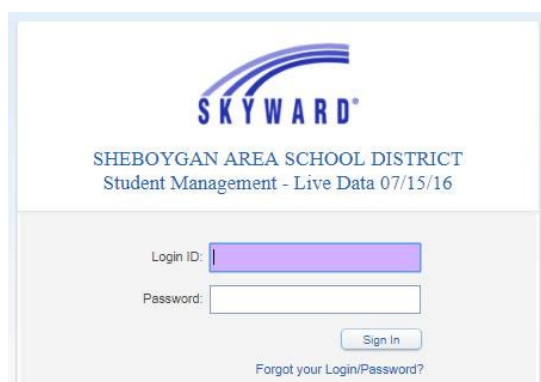 SKYWARD®
SHEBOYGAN AREA SCHOOL DISTRICT
Student Management - Live Data 07/15/16
Login ID:
Password:
Sign In
Forgot your Login/Password?